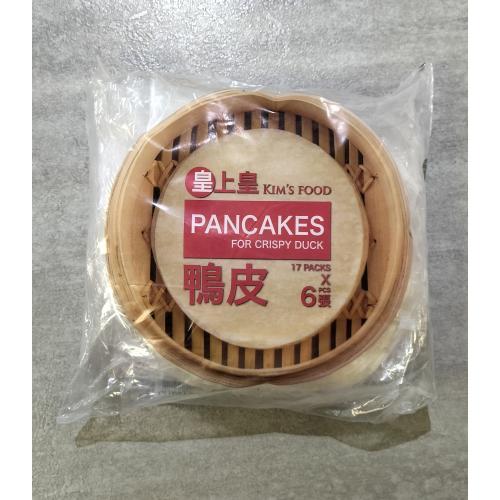 皇上皇 KIM'S FOOD
PANCAKES
FOR CRISPY DUCK
鴨皮
17 PACKS
X
6 PCS 張